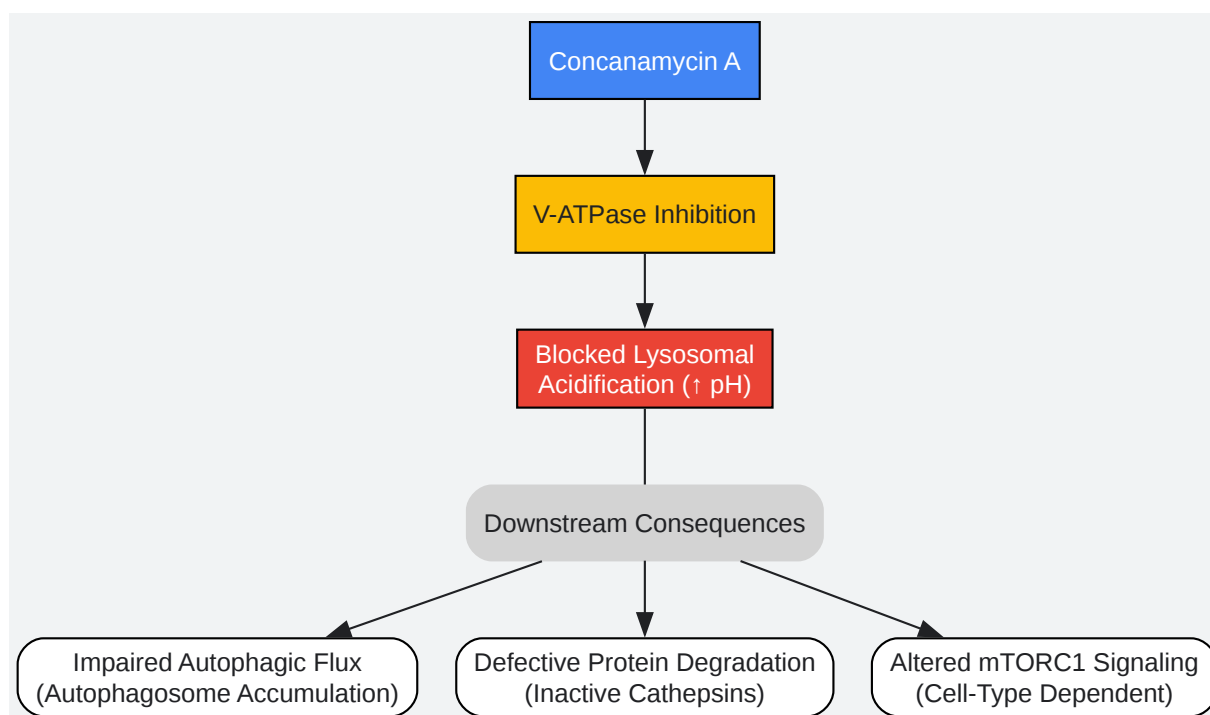 Concanamycin A
V-ATPase Inhibition
Blocked Lysosomal
Acidification (↑ pH)
Downstream Consequences
Impaired Autophagic Flux
(Autophagosome Accumulation)
Defective Protein Degradation
(Inactive Cathepsins)
Altered mTORC1 Signaling
(Cell-Type Dependent)